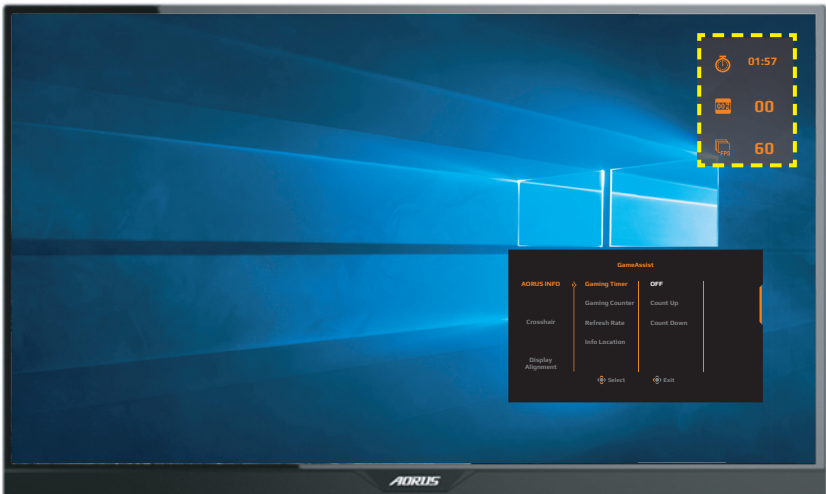 01:57
00
FPS
60
GameAssist
AORUS INFO Gaming Timer OFF
Gaming Counter Count Up
Crosshair Refresh Rate Count Down
Info Location
Display
Alignment
Select Exit
AORUS